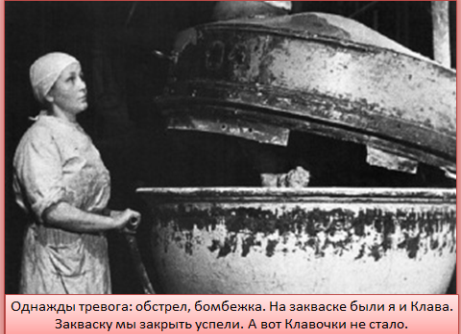 Однажды тревога: обстрел, бомбежка. На закваске были я и Клава.
Закваску мы закрыть успели. А вот Клавочки не стало.